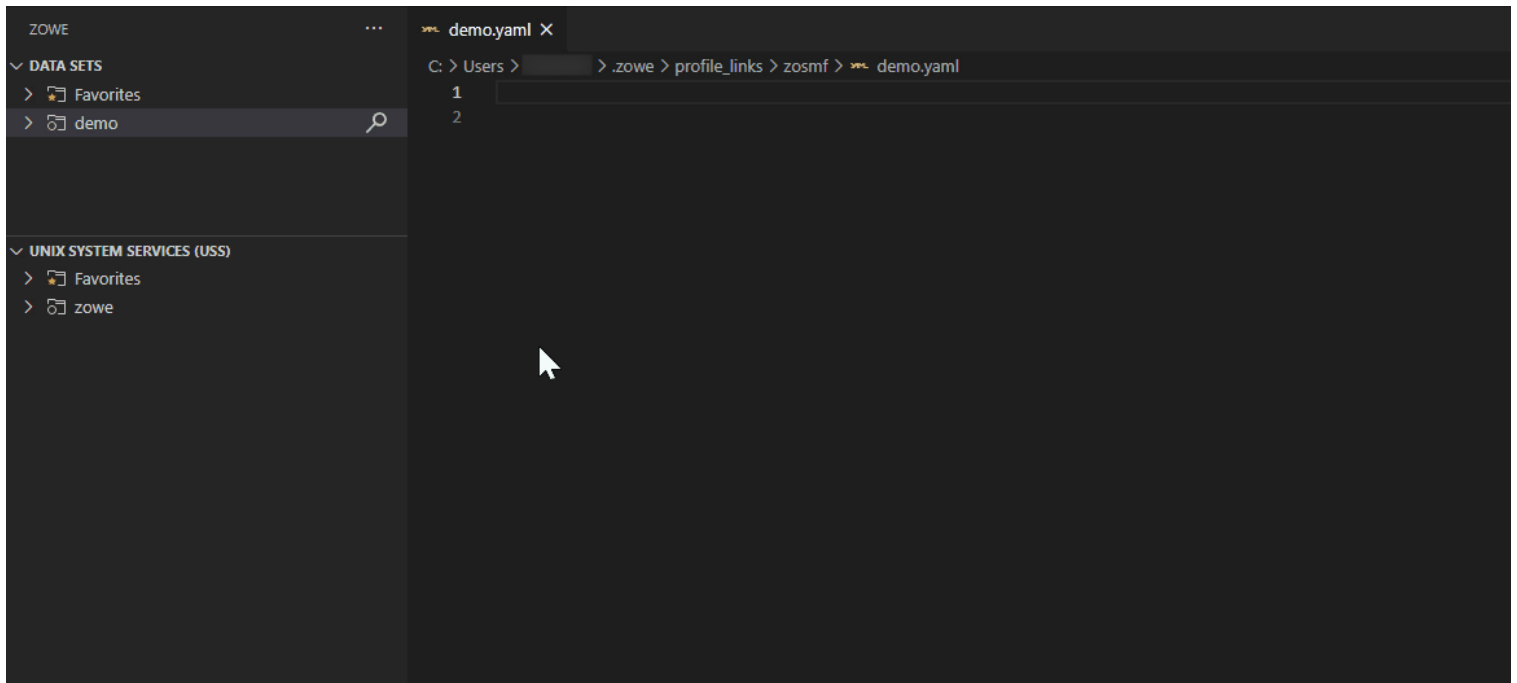 ZOWE
DATA SETS
Favorites
demo
UNIX SYSTEM SERVICES (USS)
Favorites
zowe
demo.yaml
C: > Users > > .zowe > profile_links > zosmf > demo.yaml
1
2